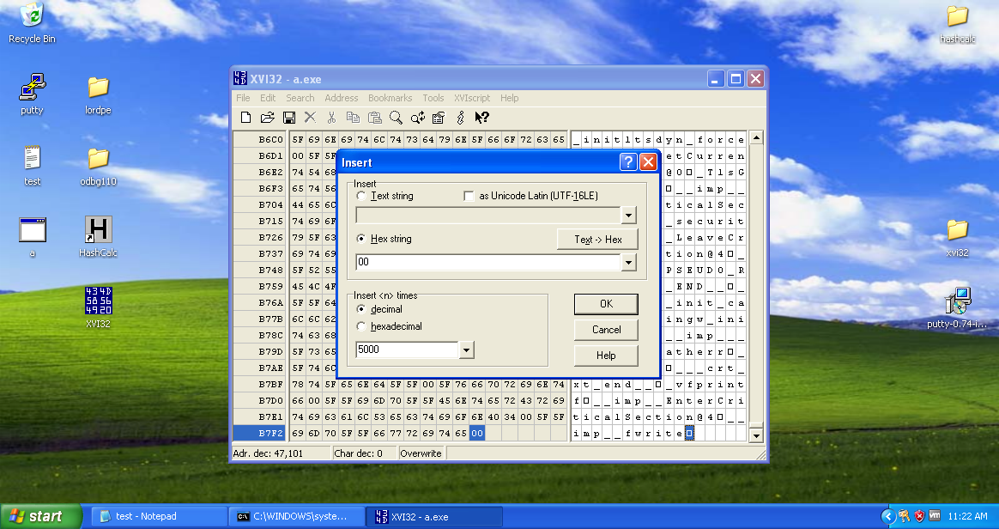 Recycle Bin
putty
lordpe
test
odbg110
a
HashCalc
XVI32
hashcalc
xvi32
putty-0.74-i...
XVI32 - a.exe
File Edit Search Address Bookmarks Tools XVIscript Help
B6C0 5F 69 6E 69 74 6C 74 73 64 79 6E 5F 66 6F 72 63 65 _initltsdyn_force
B6D1 00 5F 5F etCurren
B6E2 74 54 68 @0 _TlsG
B6F3 65 74 56 __imp_
B704 44 65 6C ticalSec
B715 74 69 6F _securit
B726 79 5F 63 _LeaveCr
B737 69 74 69 tion@4 _
B748 5F 52 55 PSEUDO_R
B759 45 4C 4F _END__ _
B76A 5F 5F 64 _init_ca
B77B 6C 6C 62 ingw_ini
B78C 74 63 68 __imp___
B79D 5F 73 65 atherr _
B7AE 5F 74 6C ___crt_
B7BF 78 74 5F 65 6E 64 5F 5F 00 5F 76 66 70 72 69 6E 74 xt_end__ _vfprint
B7D0 66 00 5F 5F 69 6D 70 5F 5F 45 6E 74 65 72 43 72 69 f __imp__EnterCri
B7E1 74 69 63 61 6C 53 65 63 74 69 6F 6E 40 34 00 5F 5F ticalSection@4 __
B7F2 69 6D 70 5F 5F 66 77 72 69 74 65 00 imp__fwrite
Insert
Insert
Text string
as Unicode Latin (UTF-16LE)
Hex string
Text -> Hex
00
Insert <n> times
decimal
hexadecimal
5000
OK
Cancel
Help
Adr. dec: 47,101 Char dec: 0 Overwrite
start
test - Notepad
C:\WINDOWS\syste...
XVI32 - a.exe
11:22 AM